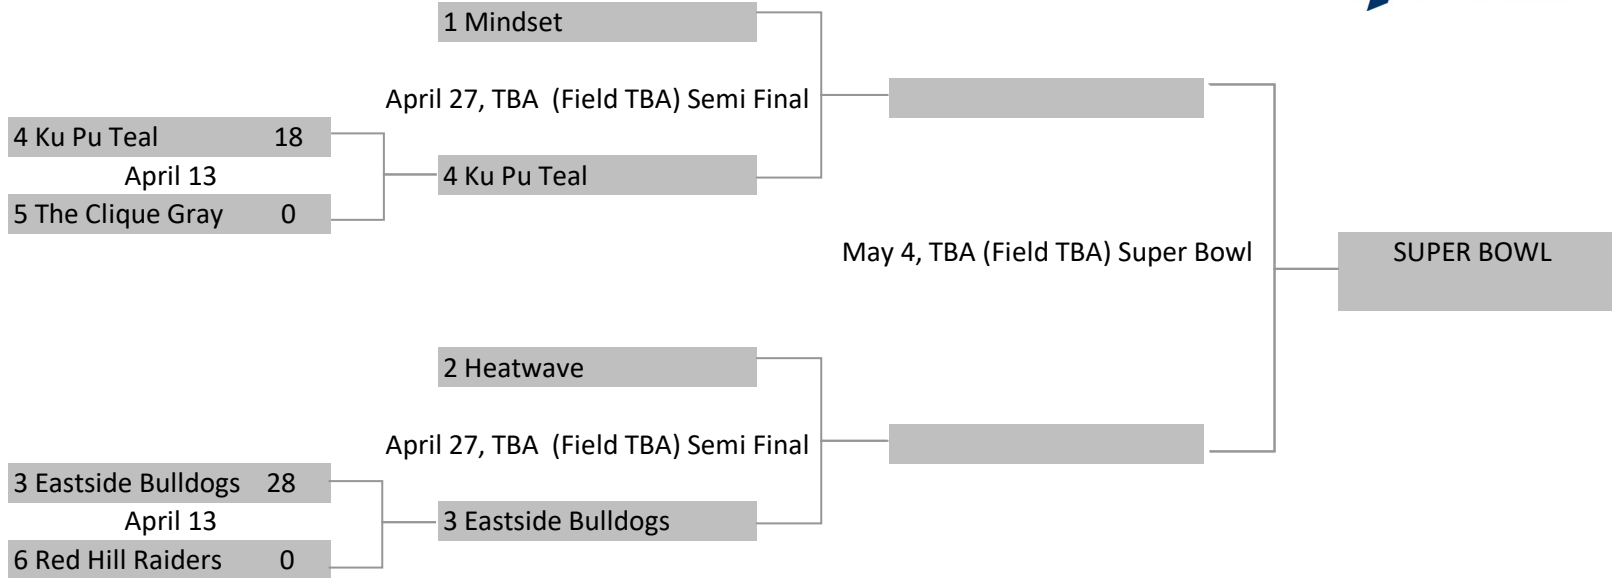 1 Mindset
April 27, TBA  (Field TBA) Semi Final
4 Ku Pu Teal 18
April 13
4 Ku Pu Teal
5 The Clique Gray 0
May 4, TBA (Field TBA) Super Bowl
SUPER BOWL
2 Heatwave
April 27, TBA  (Field TBA) Semi Final
3 Eastside Bulldogs 28
April 13
3 Eastside Bulldogs
6 Red Hill Raiders 0